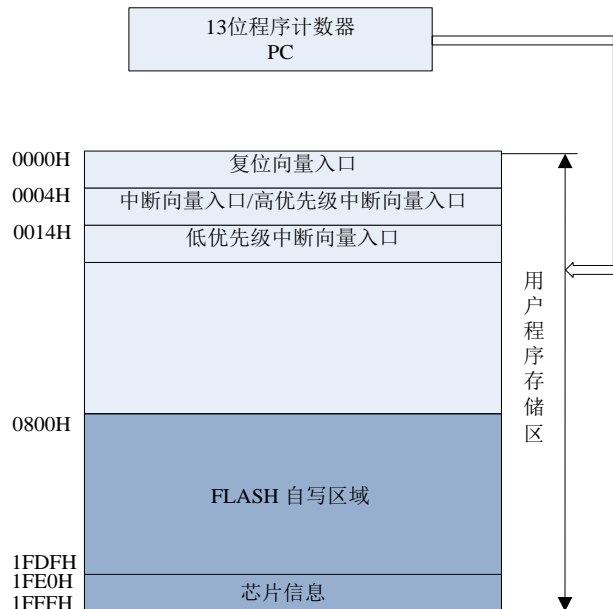 13位程序计数器
PC
0000H
复位向量入口
0004H
中断向量入口/高优先级中断向量入口
0014H
低优先级中断向量入口
用户程序存储区
0800H
FLASH 自写区域
1FDFH
1FE0H
芯片信息
1FFFH